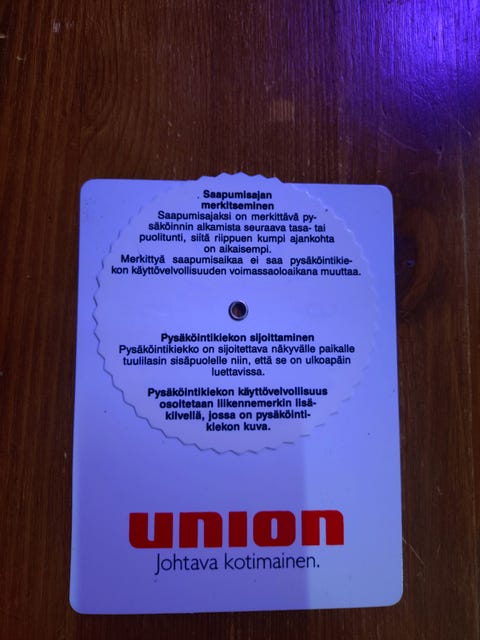 Saapumisajan
merkitseminen
Saapumisajaksi on merkittävä py-
säköinnin alkamista seuraava tasa- tai
puolitunti, siitä riippuen kumpi ajankohta
on aikaisempi.
Merkittyä saapumisaikaa ei saa pysäköintikie-
kon käyttövelvollisuuden voimassaoloaikana muuttaa.
Pysäköintikiekon sijoittaminen
Pysäköintikiekko on sijoitettava näkyvälle paikalle
tuulilasin sisäpuolelle niin, että se on ulkoapäin
luettavissa.
Pysäköintikiekon käyttövelvollisuus
osoitetaan liikennemerkin lisä-
kilvellä, jossa on pysäköinti-
kiekon kuva.
union
Johtava kotimainen.